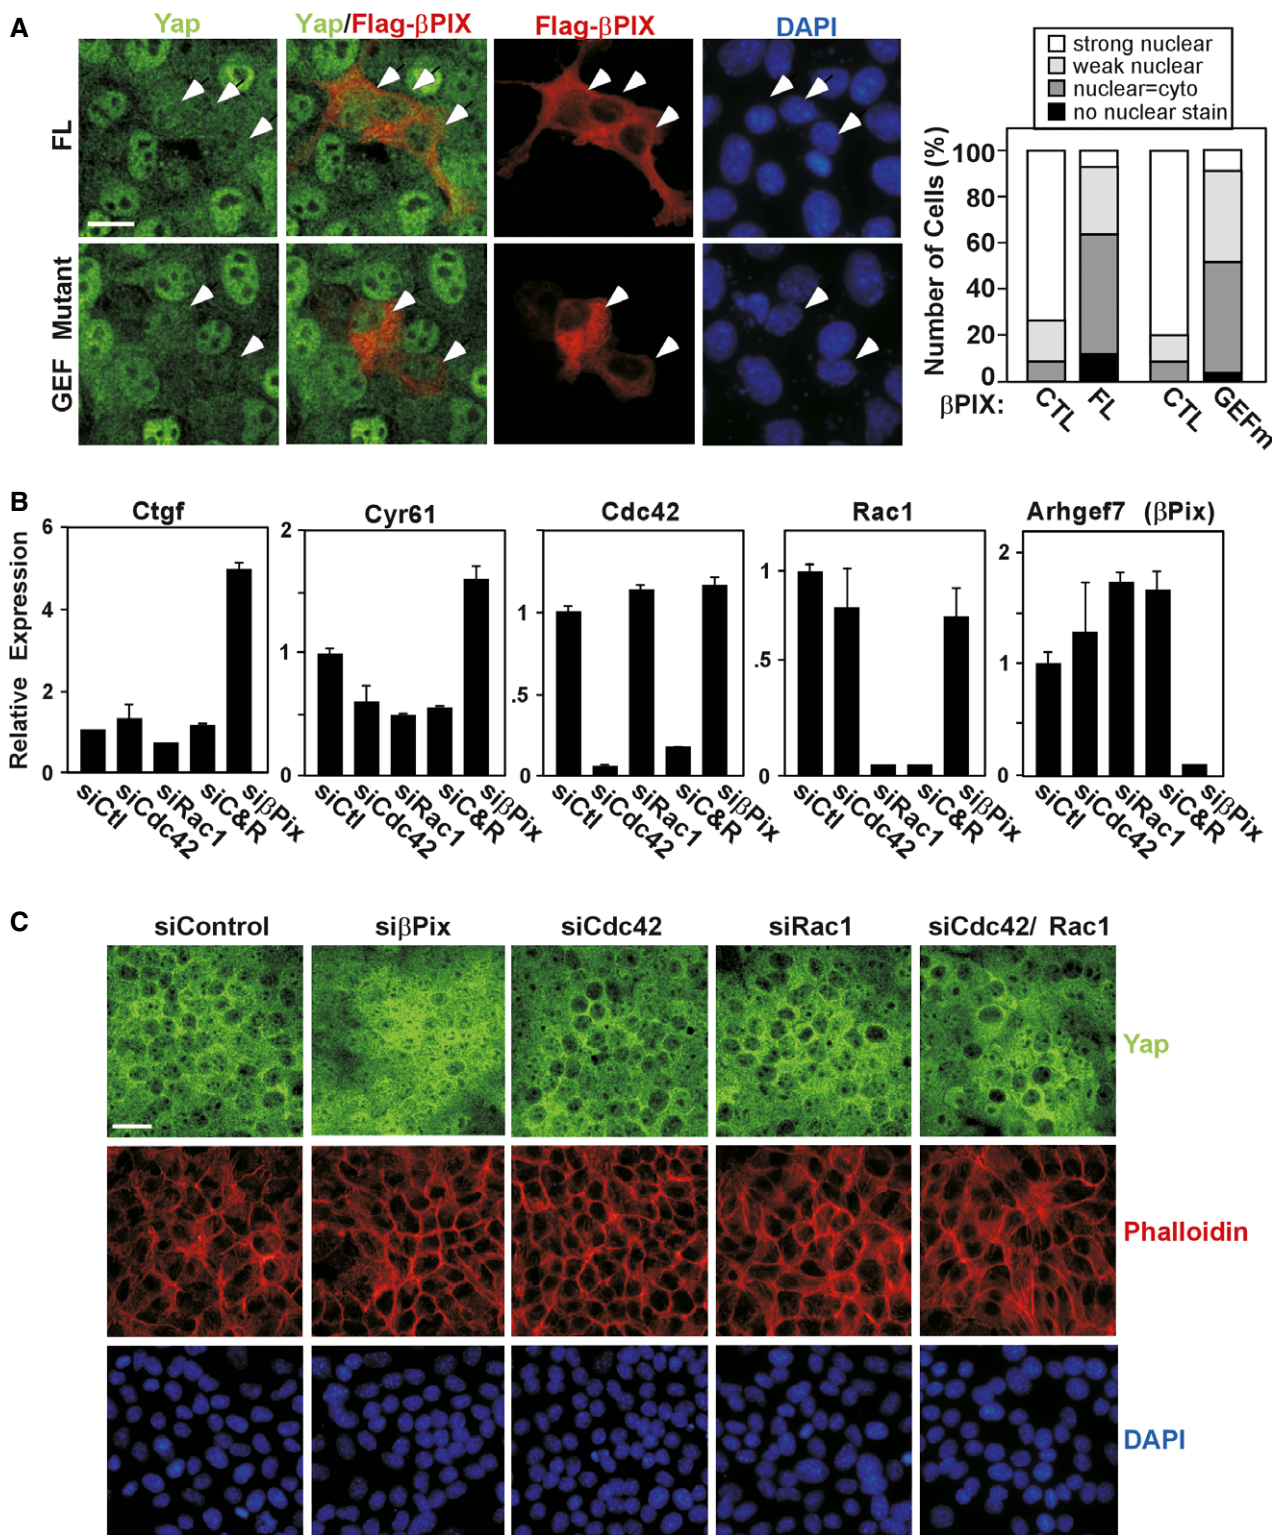 A
Yap
Yap/Flag-βPIX
Flag-βPIX
DAPI
FL
GEF Mutant
strong nuclear
weak nuclear
nuclear=cyto
no nuclear stain
Number of Cells (%)
100
80
60
40
20
0
βPIX:
CTL
FL
CTL
GEFm
B
Relative Expression
Ctgf
6
4
2
0
siCtl
siCdc42
siRac1
siC&R
siβPix
Cyr61
2
1
0
siCtl
siCdc42
siRac1
siC&R
siβPix
Cdc42
1
.5
0
siCtl
siCdc42
siRac1
siC&R
siβPix
Rac1
1
.5
0
siCtl
siCdc42
siRac1
siC&R
siβPix
Arhgef7 (βPix)
2
1
0
siCtl
siCdc42
siRac1
siC&R
siβPix
C
siControl
siβPix
siCdc42
siRac1
siCdc42/ Rac1
Yap
Phalloidin
DAPI